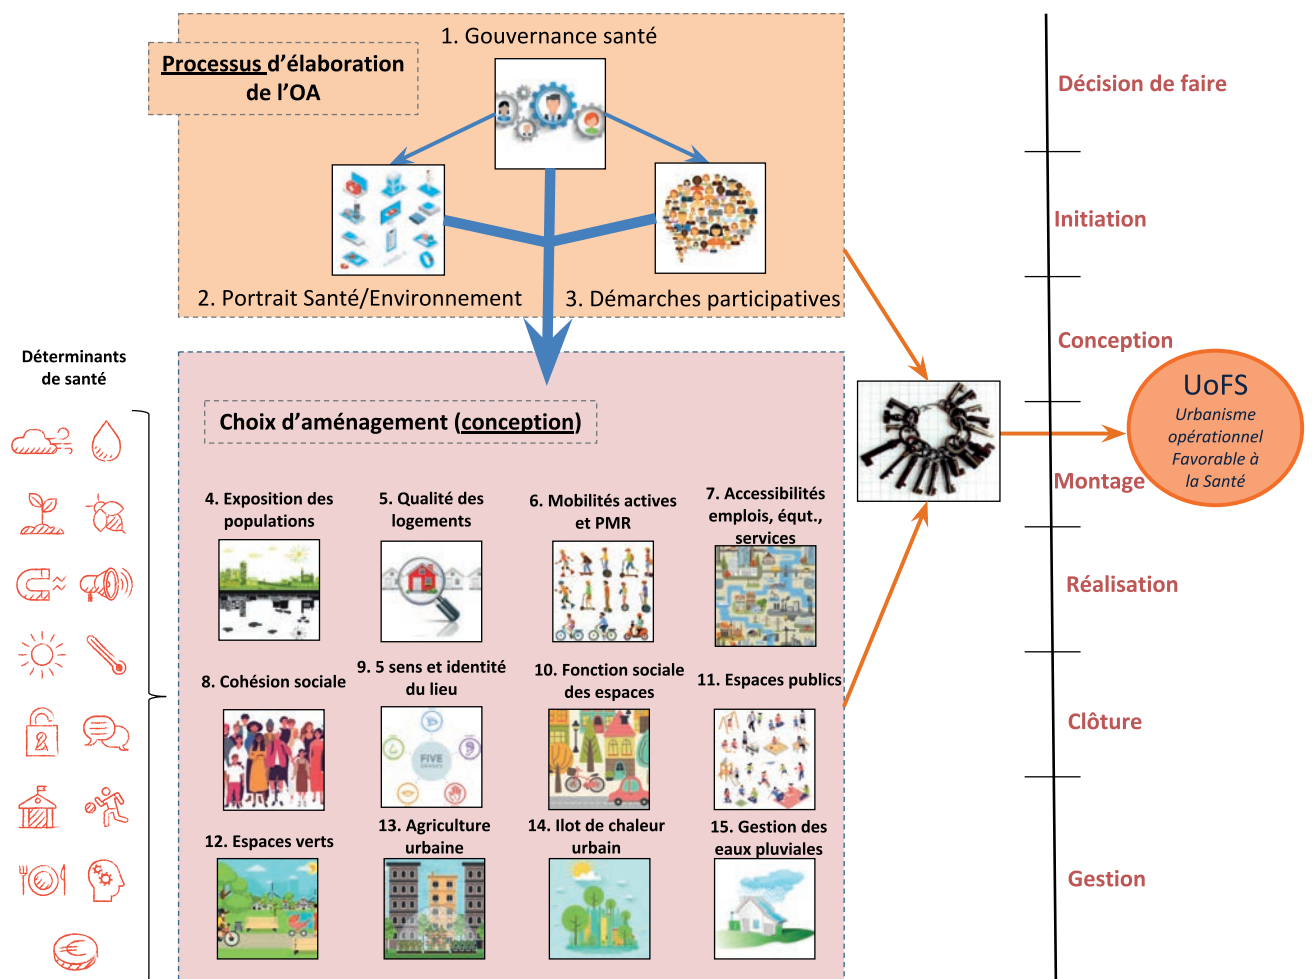 1. Gouvernance santé
Processus d’élaboration
de l’OA
2. Portrait Santé/Environnement
3. Démarches participatives
Déterminants
de santé
Choix d’aménagement (conception)
4. Exposition des
populations
5. Qualité des
logements
6. Mobilités actives
et PMR
7. Accessibilités
emplois, équt.,
services
8. Cohésion sociale
9. 5 sens et identité
du lieu
FIVE
10. Fonction sociale
des espaces
11. Espaces publics
12. Espaces verts
13. Agriculture
urbaine
14. Ilot de chaleur
urbain
15. Gestion des
eaux pluviales
Décision de faire
Initiation
Conception
Montage
Réalisation
Clôture
Gestion
UoFS
Urbanisme
opérationnel
Favorable à
la Santé